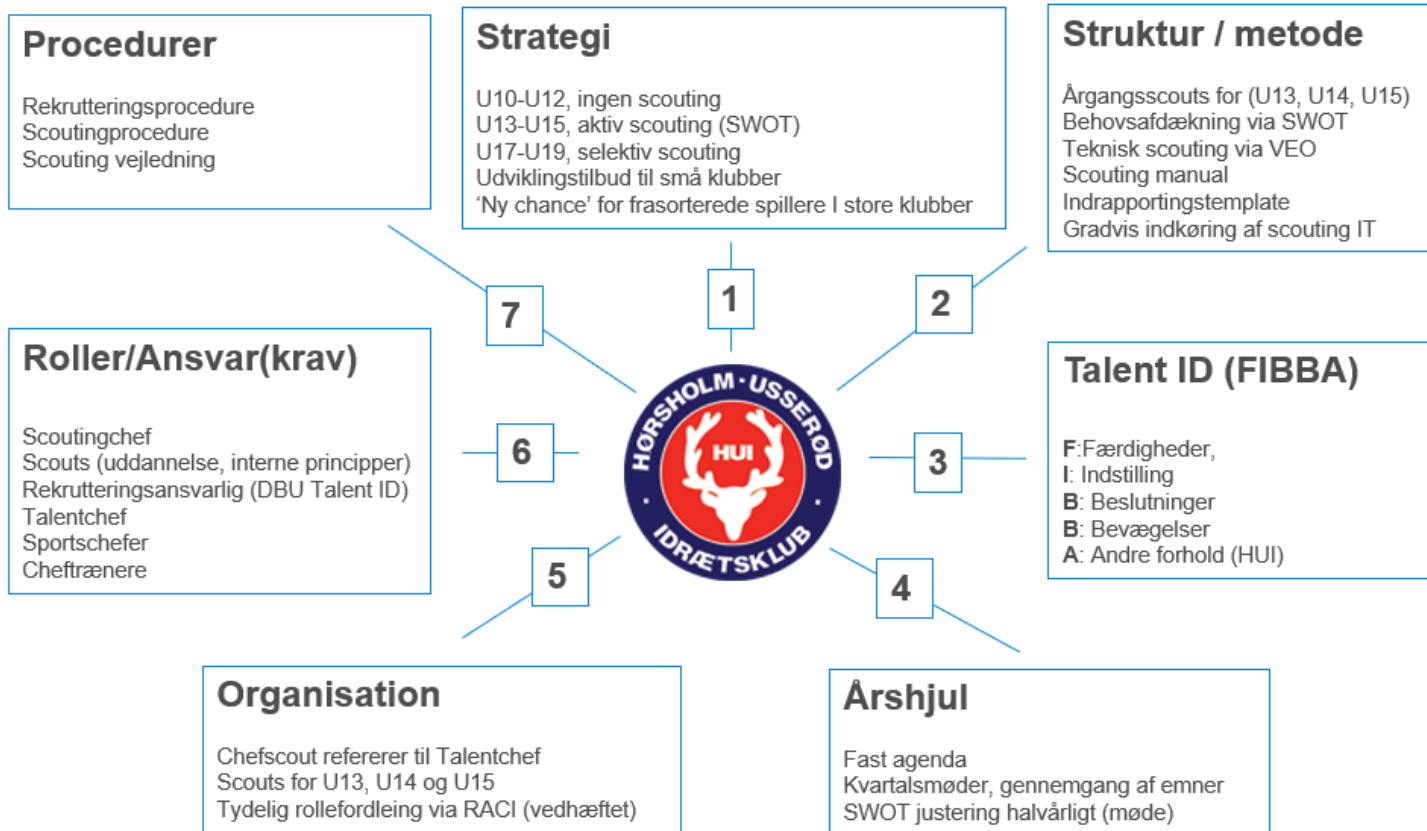 Procedurer
Rekrutteringsprocedure
Scoutingprocedure
Scouting vejledning
Strategi
U10-U12, ingen scouting
U13-U15, aktiv scouting (SWOT)
U17-U19, selektiv scouting
Udviklingstilbud til små klubber
‘Ny chance’ for frasorterede spillere I store klubber
Struktur / metode
Årgangsscouts for (U13, U14, U15)
Behovsafdækning via SWOT
Teknisk scouting via VEO
Scouting manual
Indrapportingstemplate
Gradvis indkøring af scouting IT
7
1
2
Roller/Ansvar(krav)
Scoutingchef
Scouts (uddannelse, interne principper)
Rekrutteringsansvarlig (DBU Talent ID)
Talentchef
Sportschefer
Cheftrænere
6
HØRSHOLM · USSERØD
HUI
· IDRÆTSKLUB ·
3
Talent ID (FIBBA)
F:Færdigheder,
I: Indstilling
B: Beslutninger
B: Bevægelser
A: Andre forhold (HUI)
5
4
Organisation
Chefscout refererer til Talentchef
Scouts for U13, U14 og U15
Tydelig rollefordleing via RACI (vedhæftet)
Årshjul
Fast agenda
Kvartalsmøder, gennemgang af emner
SWOT justering halvårligt (møde)